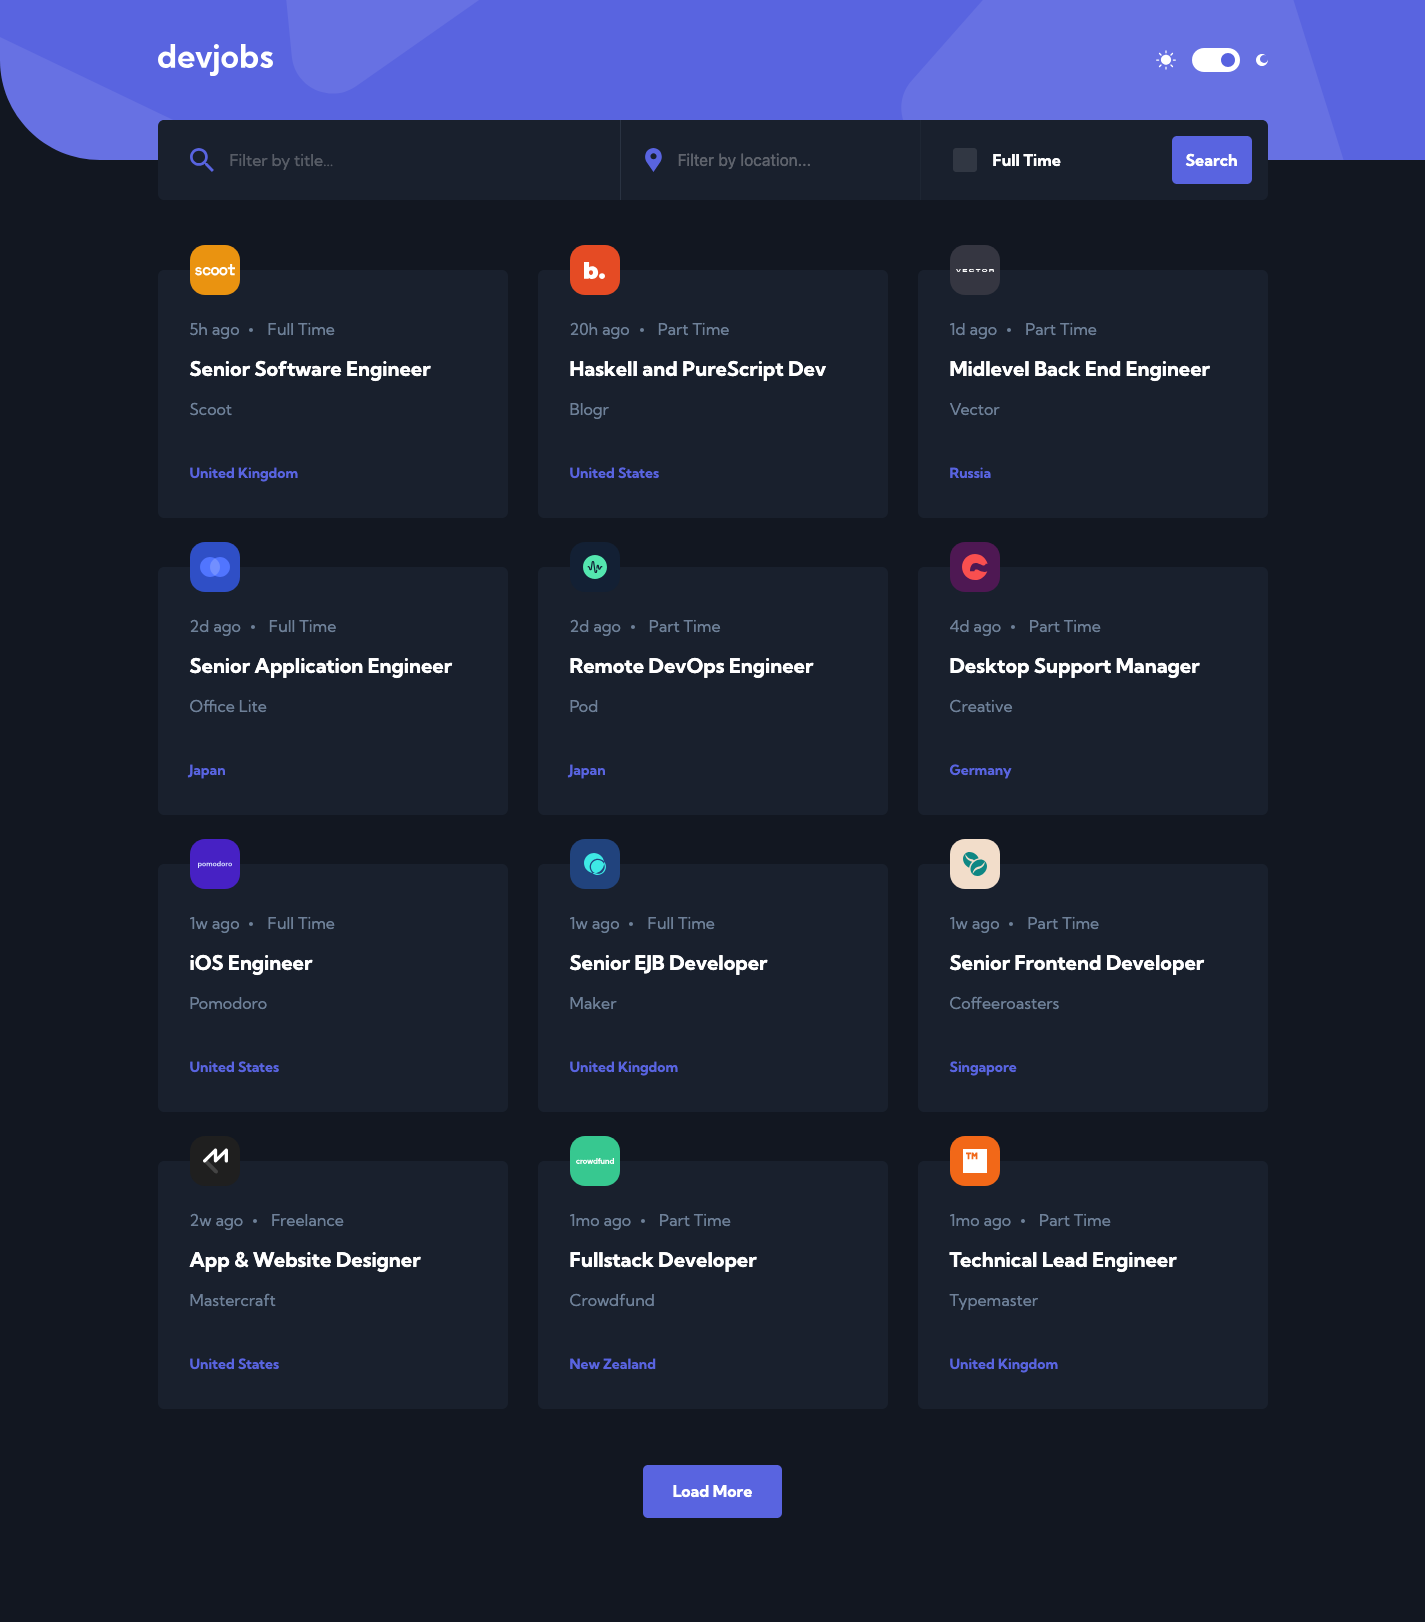 devjobs
Filter by title...
Filter by location...
Full Time
Search
scoot
5h ago • Full Time
Senior Software Engineer
Scoot
United Kingdom
b.
20h ago • Part Time
Haskell and PureScript Dev
Blogr
United States
VECTOR
1d ago • Part Time
Midlevel Back End Engineer
Vector
Russia
2d ago • Full Time
Senior Application Engineer
Office Lite
Japan
2d ago • Part Time
Remote DevOps Engineer
Pod
Japan
4d ago • Part Time
Desktop Support Manager
Creative
Germany
pomodoro
1w ago • Full Time
iOS Engineer
Pomodoro
United States
1w ago • Full Time
Senior EJB Developer
Maker
United Kingdom
1w ago • Part Time
Senior Frontend Developer
Coffeeroasters
Singapore
2w ago • Freelance
App & Website Designer
Mastercraft
United States
crowdfund
1mo ago • Part Time
Fullstack Developer
Crowdfund
New Zealand
TM
1mo ago • Part Time
Technical Lead Engineer
Typemaster
United Kingdom
Load More